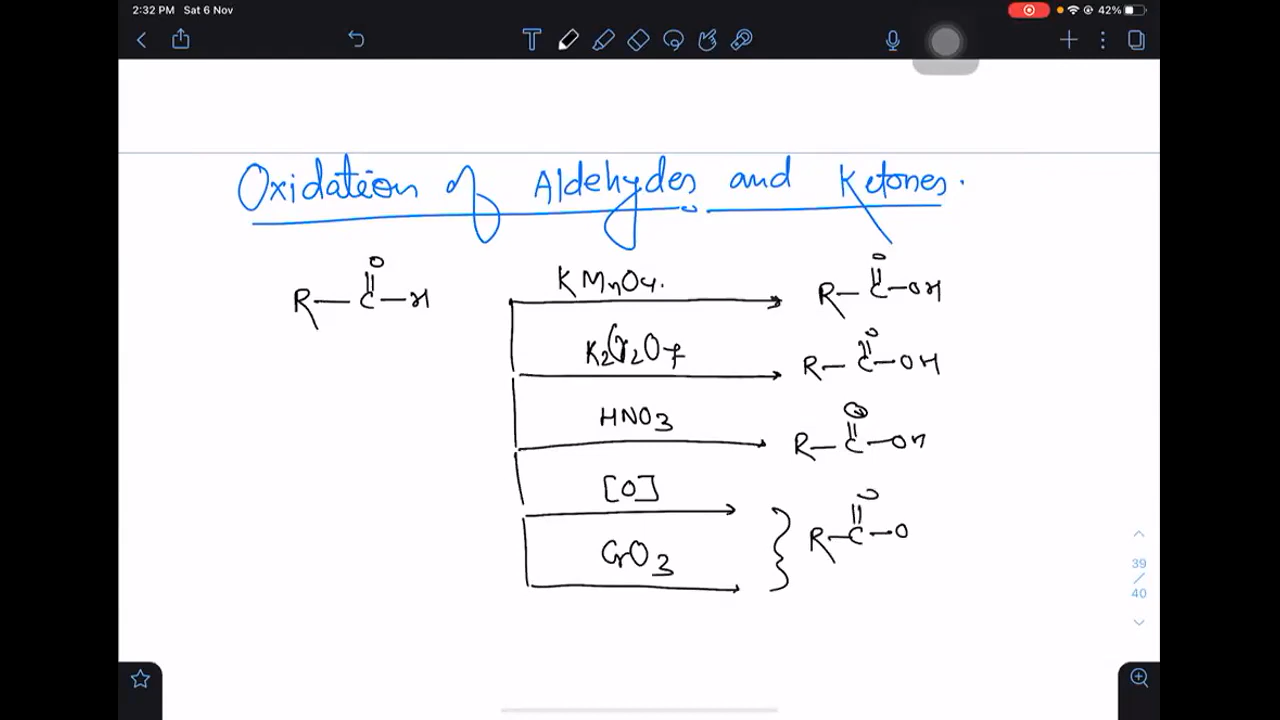 2:32 PM Sat 6 Nov 42%
Oxidation of Aldehydes and Ketones.
R—C—H
O
KMnO4.
R—C—OH
O
K2Cr2O7
R—C—OH
O
HNO3
R—C—OH
O
[O]
CrO3
R—C—O
O
39
/
40